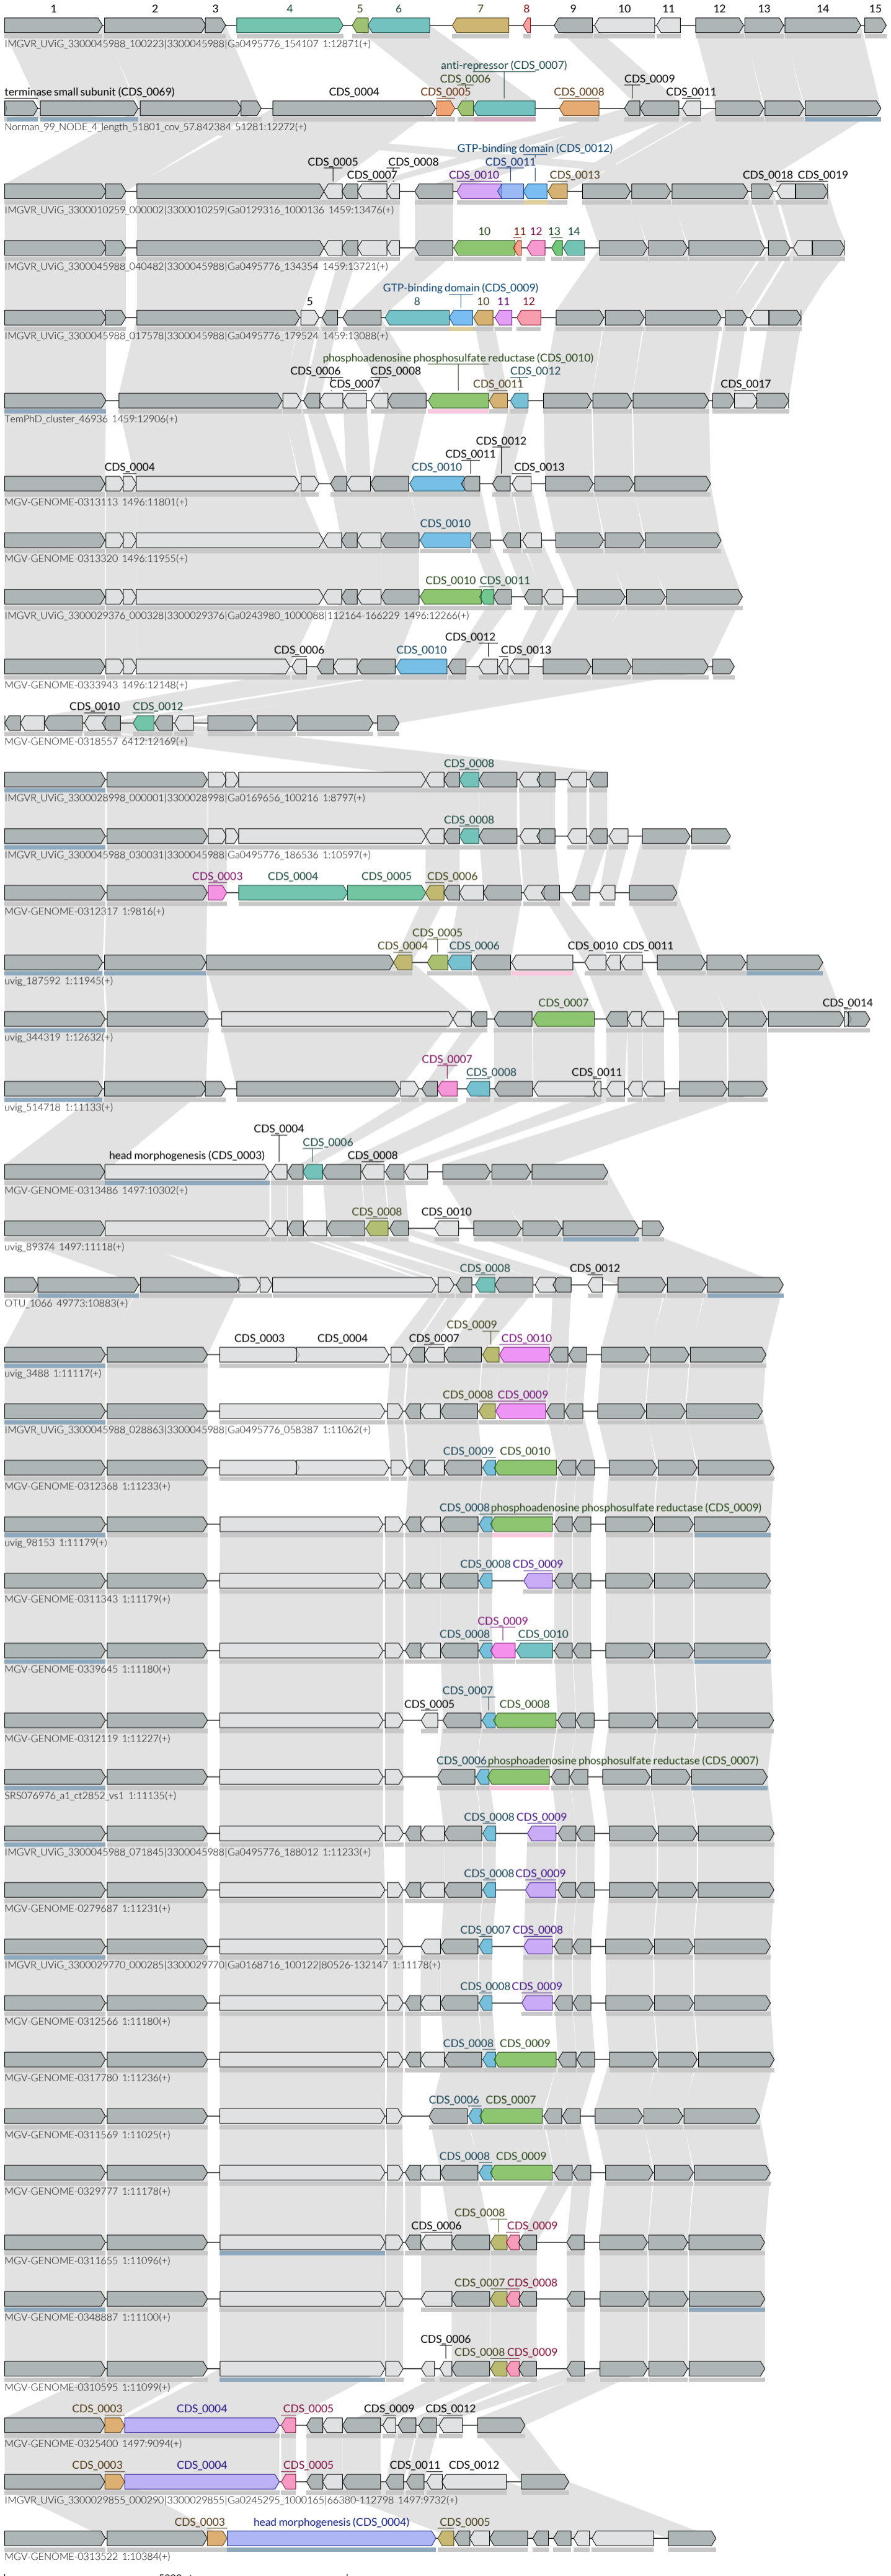 1 2 3 4 5 6 7 8 9 10 11 12 13 14 15
IMGVR_UViG_3300045988_100223|3300045988|Ga0495776_154107 1:12871(+)
anti-repressor (CDS_0007)
CDS_0006 CDS_0009
terminase small subunit (CDS_0069) CDS_0004 CDS_0005 CDS_0008 CDS_0011
Norman_99_NODE_4_length_51801_cov_57.842384 51281:12272(+)
GTP-binding domain (CDS_0012)
CDS_0005 CDS_0008 CDS_0011
CDS_0007 CDS_0010 CDS_0013 CDS_0018 CDS_0019
IMGVR_UViG_3300010259_000002|3300010259|Ga0129316_1000136 1459:13476(+)
10 11 12 13 14
IMGVR_UViG_3300045988_040482|3300045988|Ga0495776_134354 1459:13721(+)
GTP-binding domain (CDS_0009)
5 8 10 11 12
IMGVR_UViG_3300045988_017578|3300045988|Ga0495776_179524 1459:13088(+)
phosphoadenosine phosphosulfate reductase (CDS_0010)
CDS_0006 CDS_0008 CDS_0012
CDS_0007 CDS_0011 CDS_0017
TemPhD_cluster_46936 1459:12906(+)
CDS_0012
CDS_0011
CDS_0004 CDS_0010 CDS_0013
MGV-GENOME-0313113 1496:11801(+)
CDS_0010
MGV-GENOME-0313320 1496:11955(+)
CDS_0010 CDS_0011
IMGVR_UViG_3300029376_000328|3300029376|Ga0243980_1000088|112164-166229 1496:12266(+)
CDS_0012
CDS_0006 CDS_0010 CDS_0013
MGV-GENOME-0333943 1496:12148(+)
CDS_0010 CDS_0012
MGV-GENOME-0318557 6412:12169(+)
CDS_0008
IMGVR_UViG_3300028998_000001|3300028998|Ga0169656_100216 1:8797(+)
CDS_0008
IMGVR_UViG_3300045988_030031|3300045988|Ga0495776_186536 1:10597(+)
CDS_0003 CDS_0004 CDS_0005 CDS_0006
MGV-GENOME-0312317 1:9816(+)
CDS_0005
CDS_0004 CDS_0006 CDS_0010 CDS_0011
uvig_187592 1:11945(+)
CDS_0007 CDS_0014
uvig_344319 1:12632(+)
CDS_0007
CDS_0008 CDS_0011
uvig_514718 1:11133(+)
CDS_0004
CDS_0006
head morphogenesis (CDS_0003) CDS_0008
MGV-GENOME-0313486 1497:10302(+)
CDS_0008 CDS_0010
uvig_89374 1497:11118(+)
CDS_0008 CDS_0012
OTU_1066 49773:10883(+)
CDS_0009
CDS_0003 CDS_0004 CDS_0007 CDS_0010
uvig_3488 1:11117(+)
CDS_0008 CDS_0009
IMGVR_UViG_3300045988_028863|3300045988|Ga0495776_058387 1:11062(+)
CDS_0009 CDS_0010
MGV-GENOME-0312368 1:11233(+)
CDS_0008 phosphoadenosine phosphosulfate reductase (CDS_0009)
uvig_98153 1:11179(+)
CDS_0008 CDS_0009
MGV-GENOME-0311343 1:11179(+)
CDS_0009
CDS_0008 CDS_0010
MGV-GENOME-0339645 1:11180(+)
CDS_0007
CDS_0005 CDS_0008
MGV-GENOME-0312119 1:11227(+)
CDS_0006 phosphoadenosine phosphosulfate reductase (CDS_0007)
SRS076976_a1_ct2852_vs1 1:11135(+)
CDS_0008 CDS_0009
IMGVR_UViG_3300045988_071845|3300045988|Ga0495776_188012 1:11233(+)
CDS_0008 CDS_0009
MGV-GENOME-0279687 1:11231(+)
CDS_0007 CDS_0008
IMGVR_UViG_3300029770_000285|3300029770|Ga0168716_100122|80526-132147 1:11178(+)
CDS_0008 CDS_0009
MGV-GENOME-0312566 1:11180(+)
CDS_0008 CDS_0009
MGV-GENOME-0317780 1:11236(+)
CDS_0006 CDS_0007
MGV-GENOME-0311569 1:11025(+)
CDS_0008 CDS_0009
MGV-GENOME-0329777 1:11178(+)
CDS_0008
CDS_0006 CDS_0009
MGV-GENOME-0311655 1:11096(+)
CDS_0007 CDS_0008
MGV-GENOME-0348887 1:11100(+)
CDS_0006
CDS_0008 CDS_0009
MGV-GENOME-0310595 1:11099(+)
CDS_0003 CDS_0004 CDS_0005 CDS_0009 CDS_0012
MGV-GENOME-0325400 1497:9094(+)
CDS_0003 CDS_0004 CDS_0005 CDS_0011 CDS_0012
IMGVR_UViG_3300029855_000290|3300029855|Ga0245295_1000165|66380-112798 1497:9732(+)
CDS_0003 head morphogenesis (CDS_0004) CDS_0005
MGV-GENOME-0313522 1:10384(+)